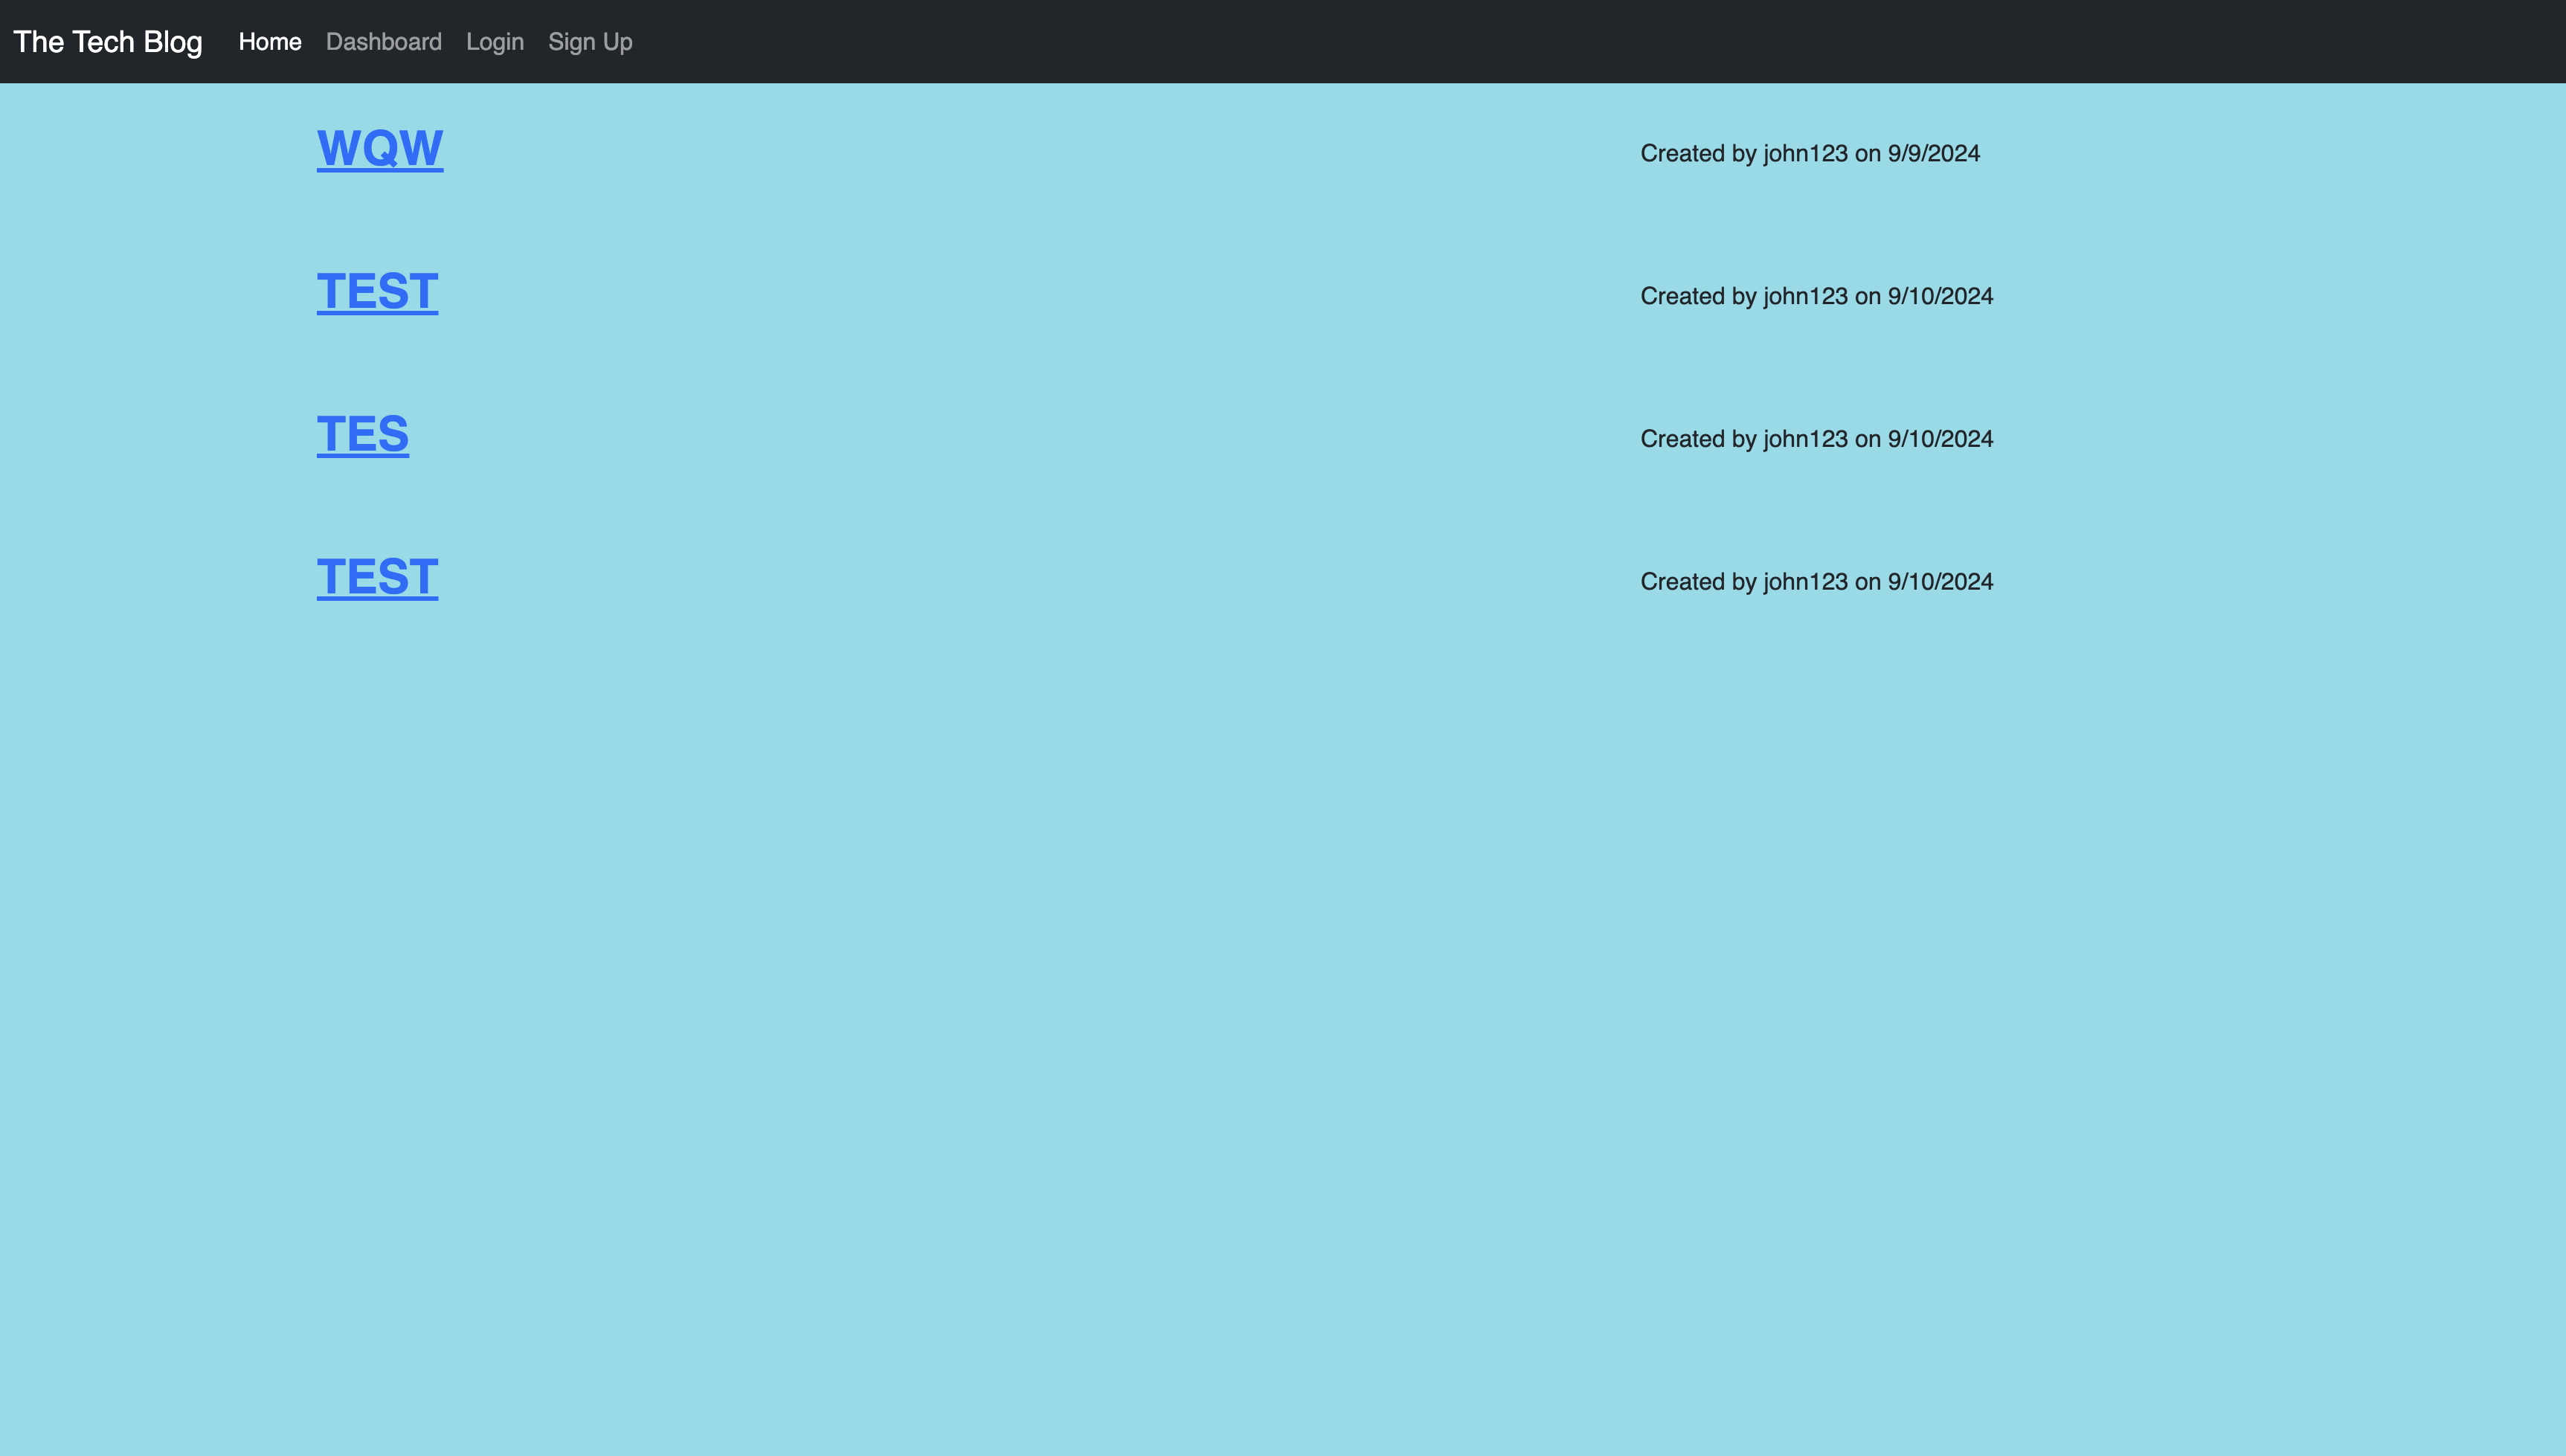 The Tech Blog Home Dashboard Login Sign Up
WQW Created by john123 on 9/9/2024
TEST Created by john123 on 9/10/2024
TES Created by john123 on 9/10/2024
TEST Created by john123 on 9/10/2024